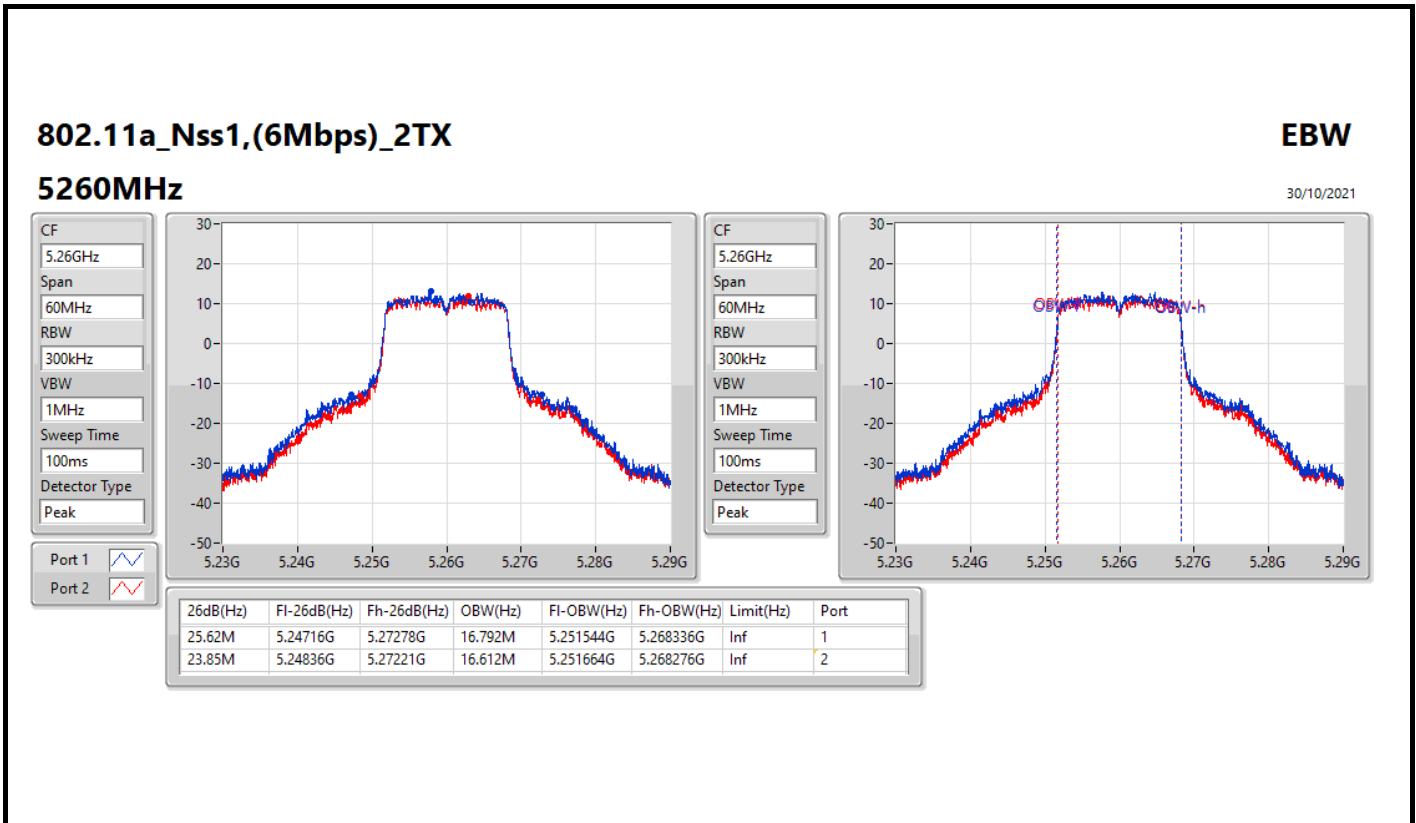 802.11a_Nss1,(6Mbps)_2TX
EBW
5260MHz
30/10/2021
CF
5.26GHz
Span
60MHz
RBW
300kHz
VBW
1MHz
Sweep Time
100ms
Detector Type
Peak
Port 1
Port 2
30
20
10
0
-10
-20
-30
-40
-50
5.23G 5.24G 5.25G 5.26G 5.27G 5.28G 5.29G
CF
5.26GHz
Span
60MHz
RBW
300kHz
VBW
1MHz
Sweep Time
100ms
Detector Type
Peak
30
20
10
0
-10
-20
-30
-40
-50
OBW-h
5.23G 5.24G 5.25G 5.26G 5.27G 5.28G 5.29G
26dB(Hz) Fl-26dB(Hz) Fh-26dB(Hz) OBW(Hz) Fl-OBW(Hz) Fh-OBW(Hz) Limit(Hz) Port
25.62M 5.24716G 5.27278G 16.792M 5.251544G 5.268336G Inf 1
23.85M 5.24836G 5.27221G 16.612M 5.251664G 5.268276G Inf 2